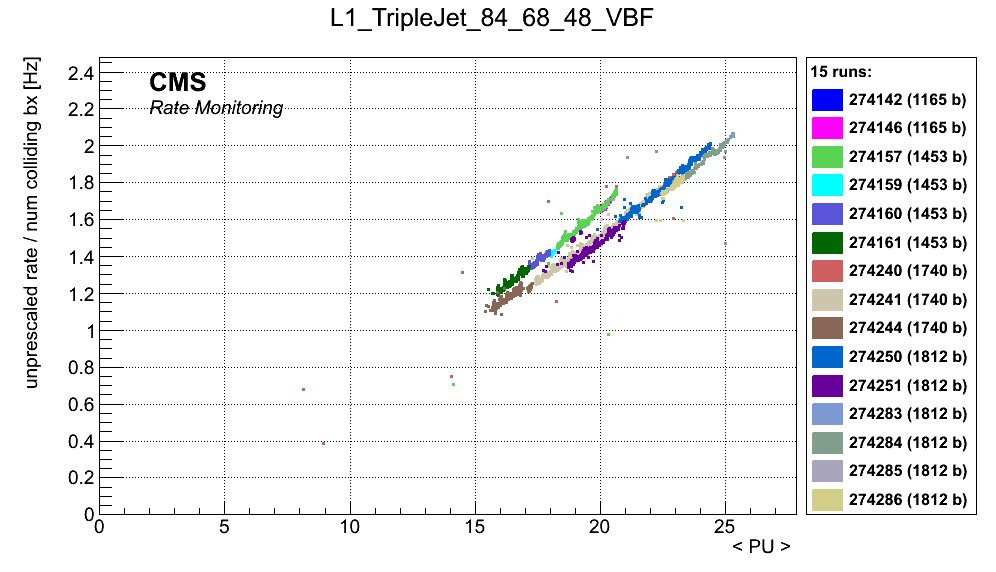 L1_TripleJet_84_68_48_VBF
unprescaled rate / num colliding bx [Hz]
CMS
Rate Monitoring
2.4
2.2
2
1.8
1.6
1.4
1.2
1
0.8
0.6
0.4
0.2
0
0 5 10 15 20 25
< PU >
15 runs:
274142 (1165 b)
274146 (1165 b)
274157 (1453 b)
274159 (1453 b)
274160 (1453 b)
274161 (1453 b)
274240 (1740 b)
274241 (1740 b)
274244 (1740 b)
274250 (1812 b)
274251 (1812 b)
274283 (1812 b)
274284 (1812 b)
274285 (1812 b)
274286 (1812 b)